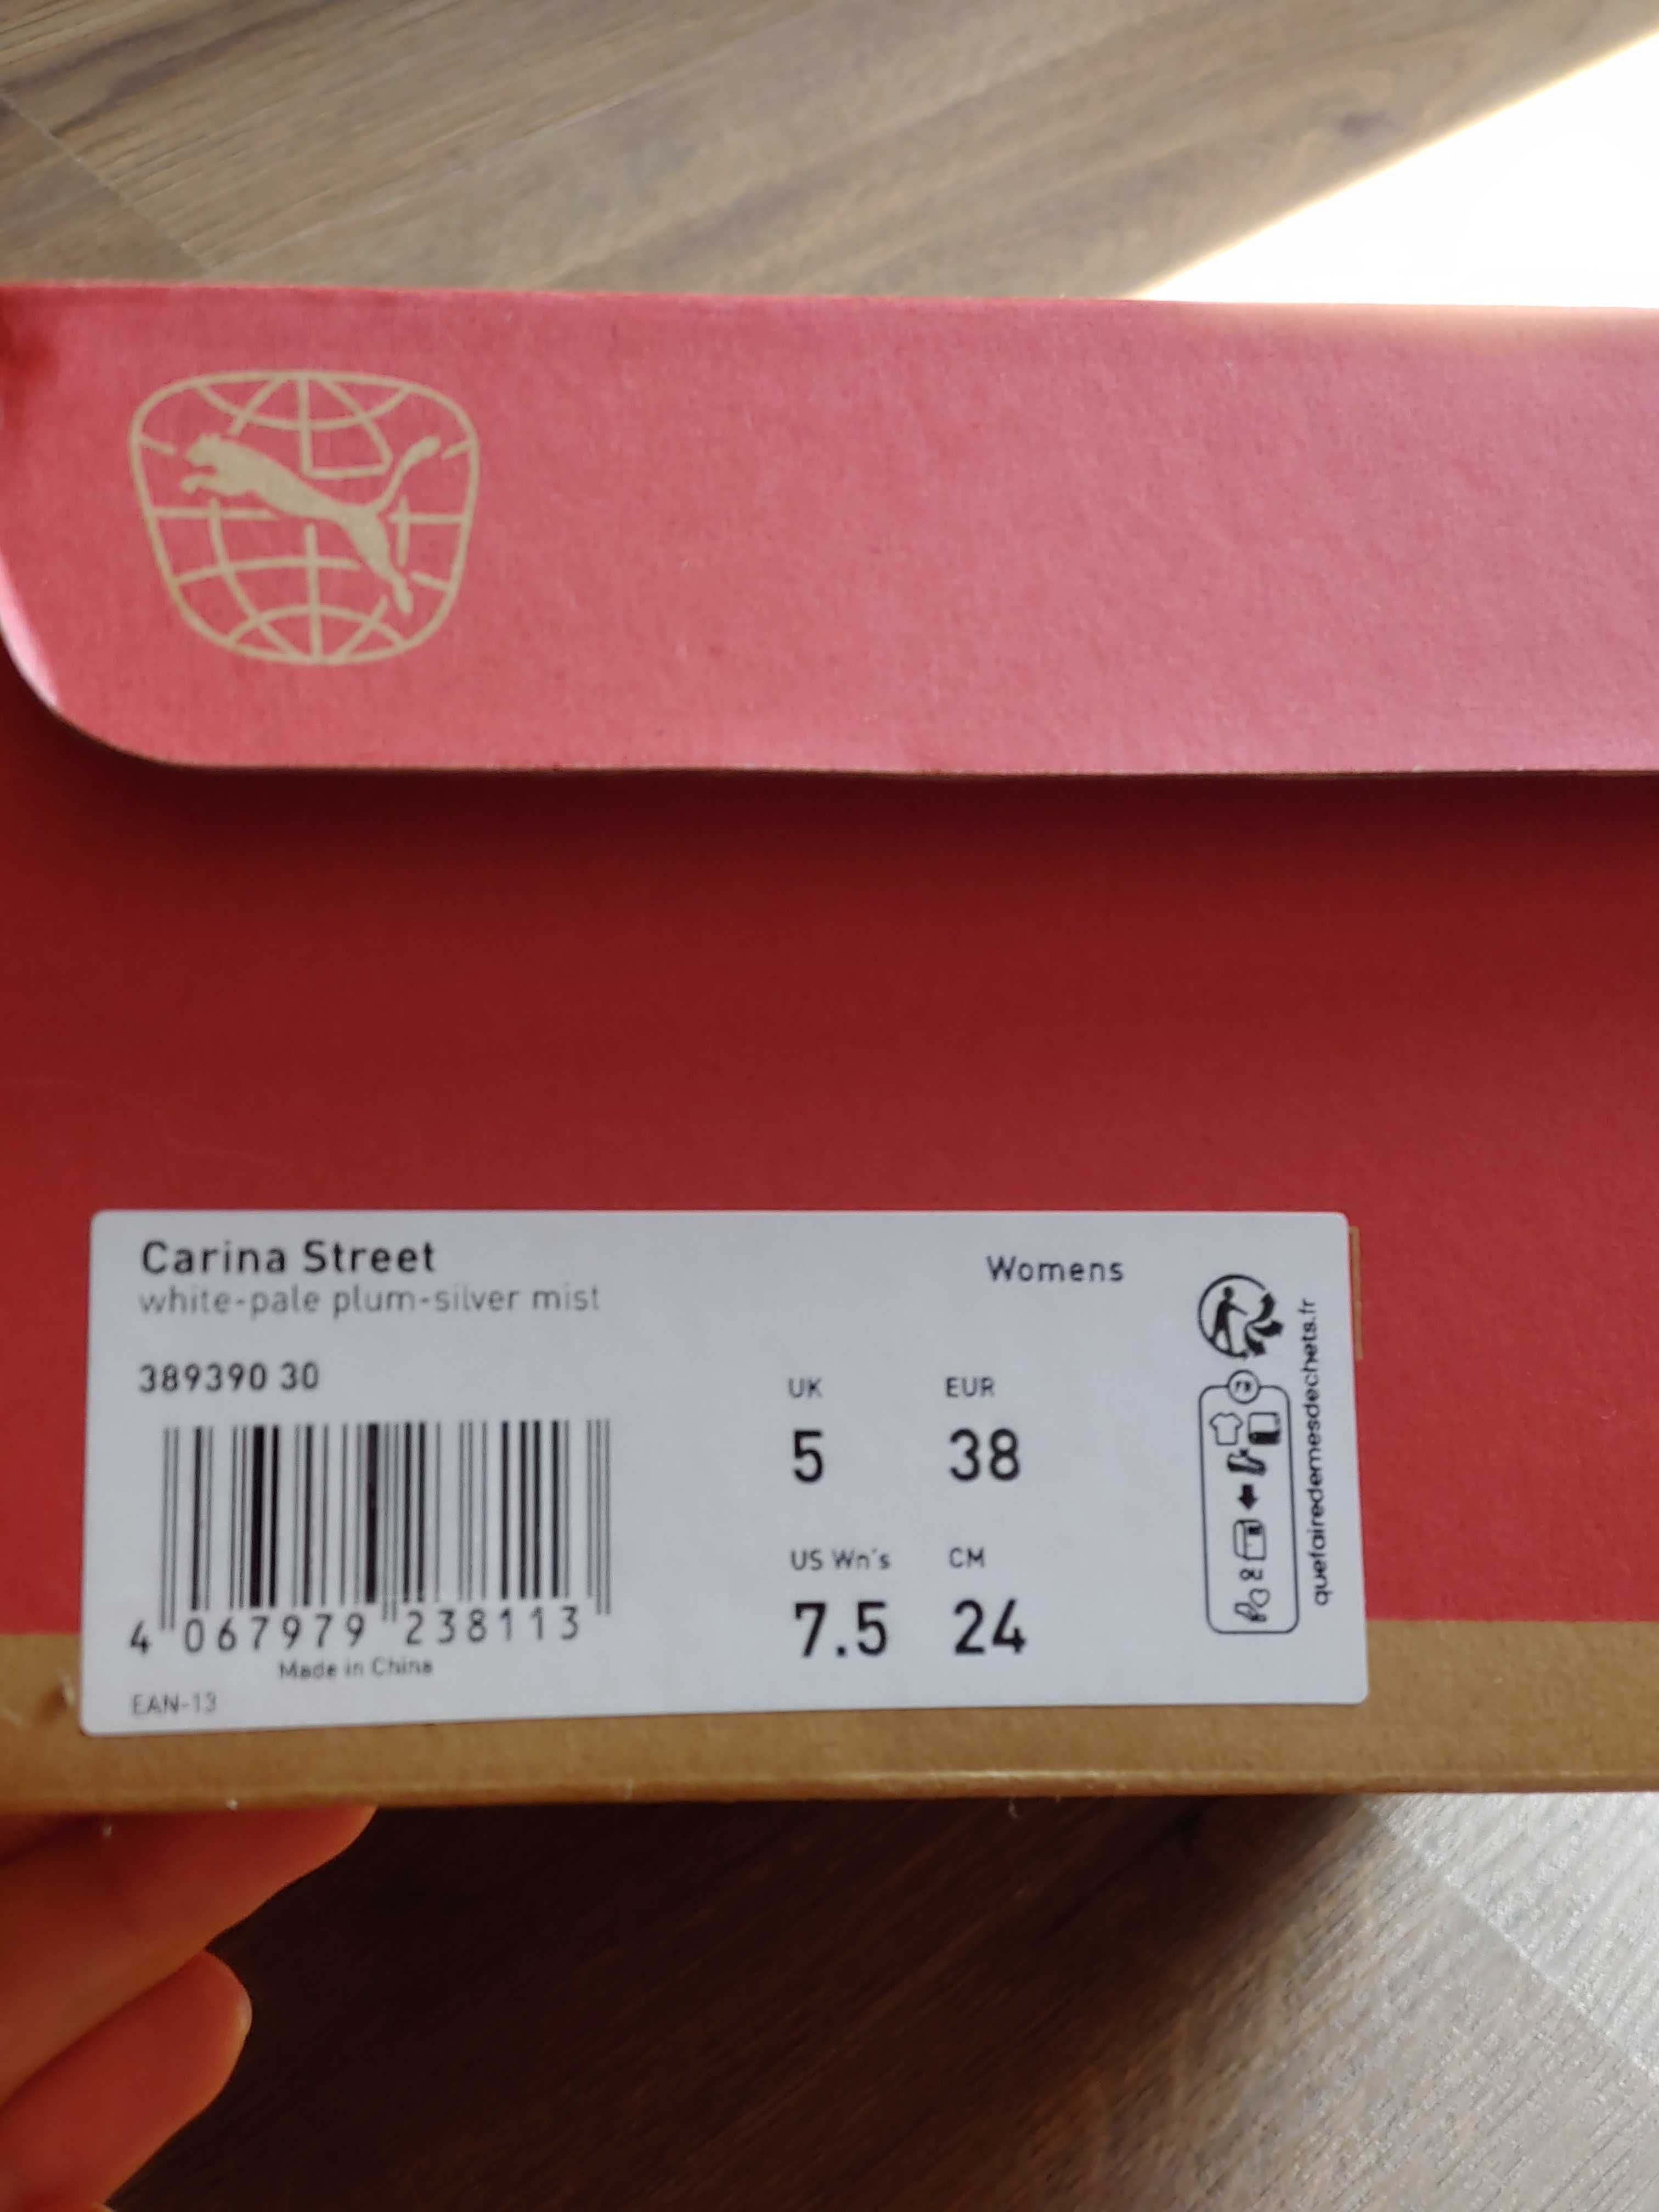 Carina Street
white-pale plum-silver mist
Womens
389390 30
UK EUR
5 38
US Wn's CM
7.5 24
4 067979 238113
Made in China
EAN-13
quefairedemesdechets.fr